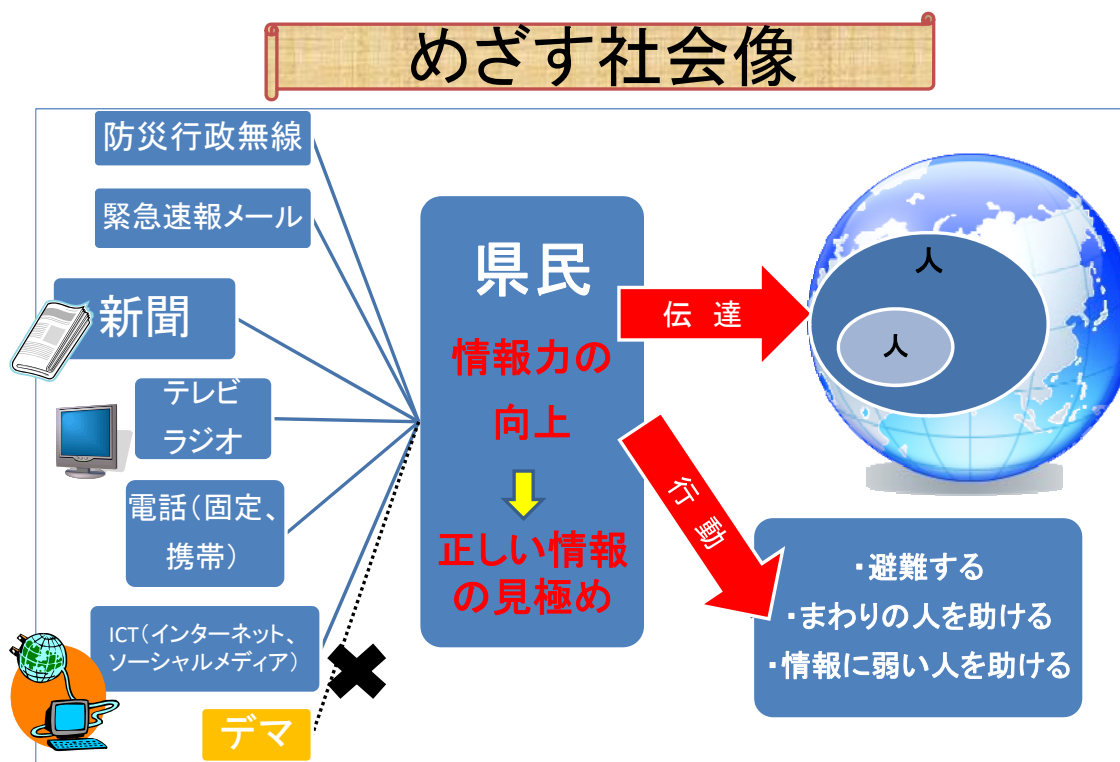 めざす社会像
防災行政無線
緊急速報メール
新聞
テレビ
ラジオ
電話（固定、
携帯）
ICT（インターネット、
ソーシャルメディア）
デマ
県民
情報力の
向上
正しい情報
の見極め
伝 達
行 動
人
人
・避難する
・まわりの人を助ける
・情報に弱い人を助ける